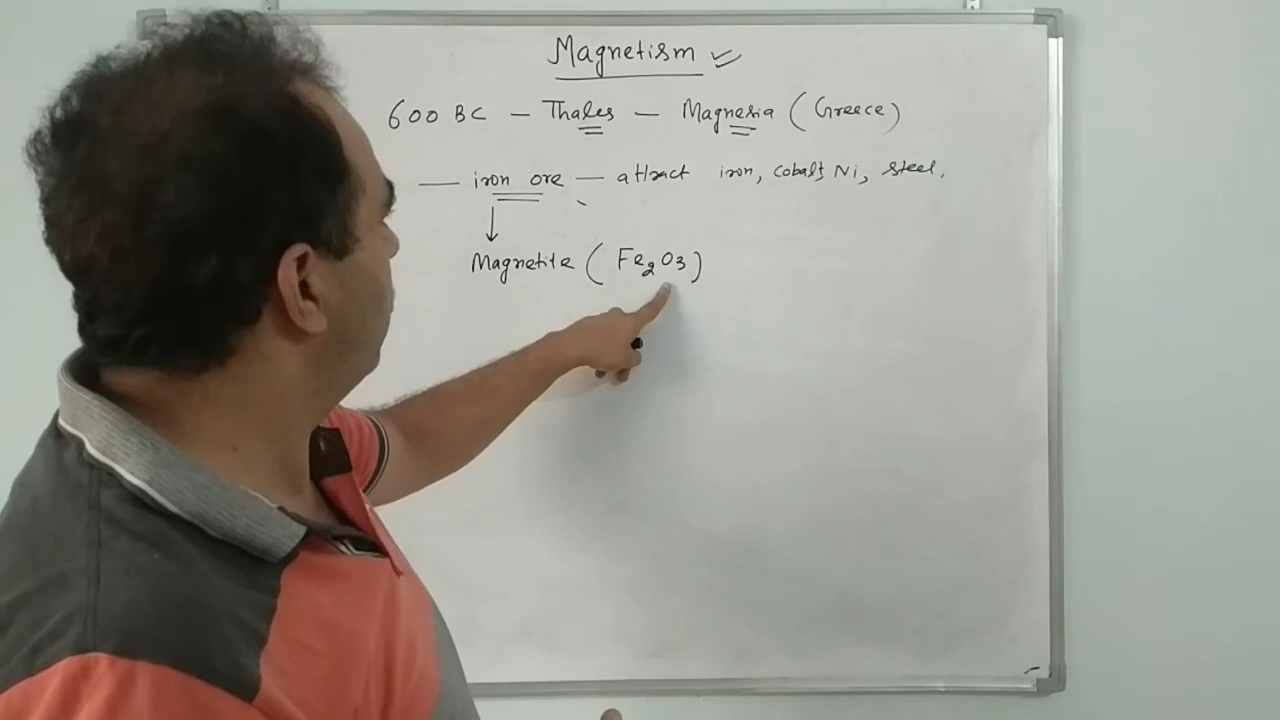 Magnetism
600 BC — Thales — Magnesia (Greece)
— iron ore — attract iron, cobalt, Ni, steel.
↓
Magnetite (Fe₂O₃)